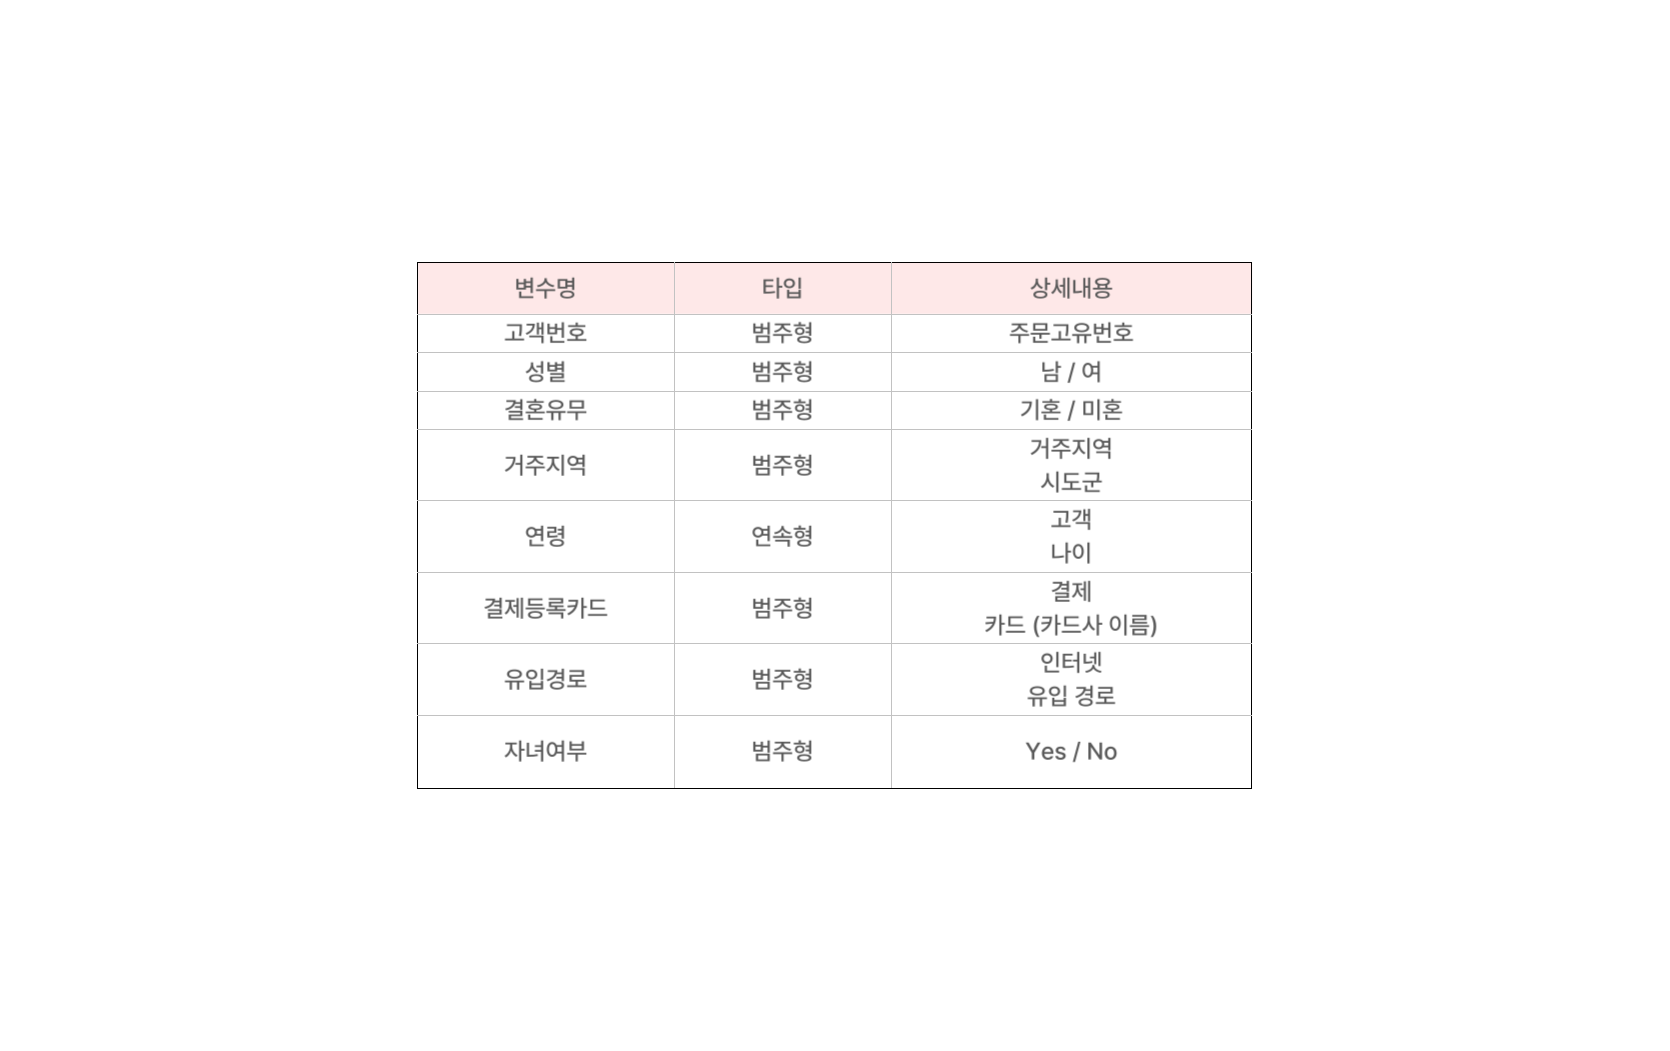 변수명 타입 상세내용
고객번호 범주형 주문고유번호
성별 범주형 남 / 여
결혼유무 범주형 기혼 / 미혼
거주지역 범주형 거주지역
시도군
연령 연속형 고객
나이
결제등록카드 범주형 결제
카드 (카드사 이름)
유입경로 범주형 인터넷
유입 경로
자녀여부 범주형 Yes / No